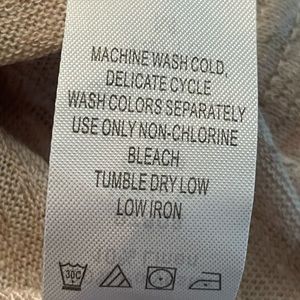 MACHINE WASH COLD,
DELICATE CYCLE
WASH COLORS SEPARATELY
USE ONLY NON-CHLORINE
BLEACH
TUMBLE DRY LOW
LOW IRON
30C